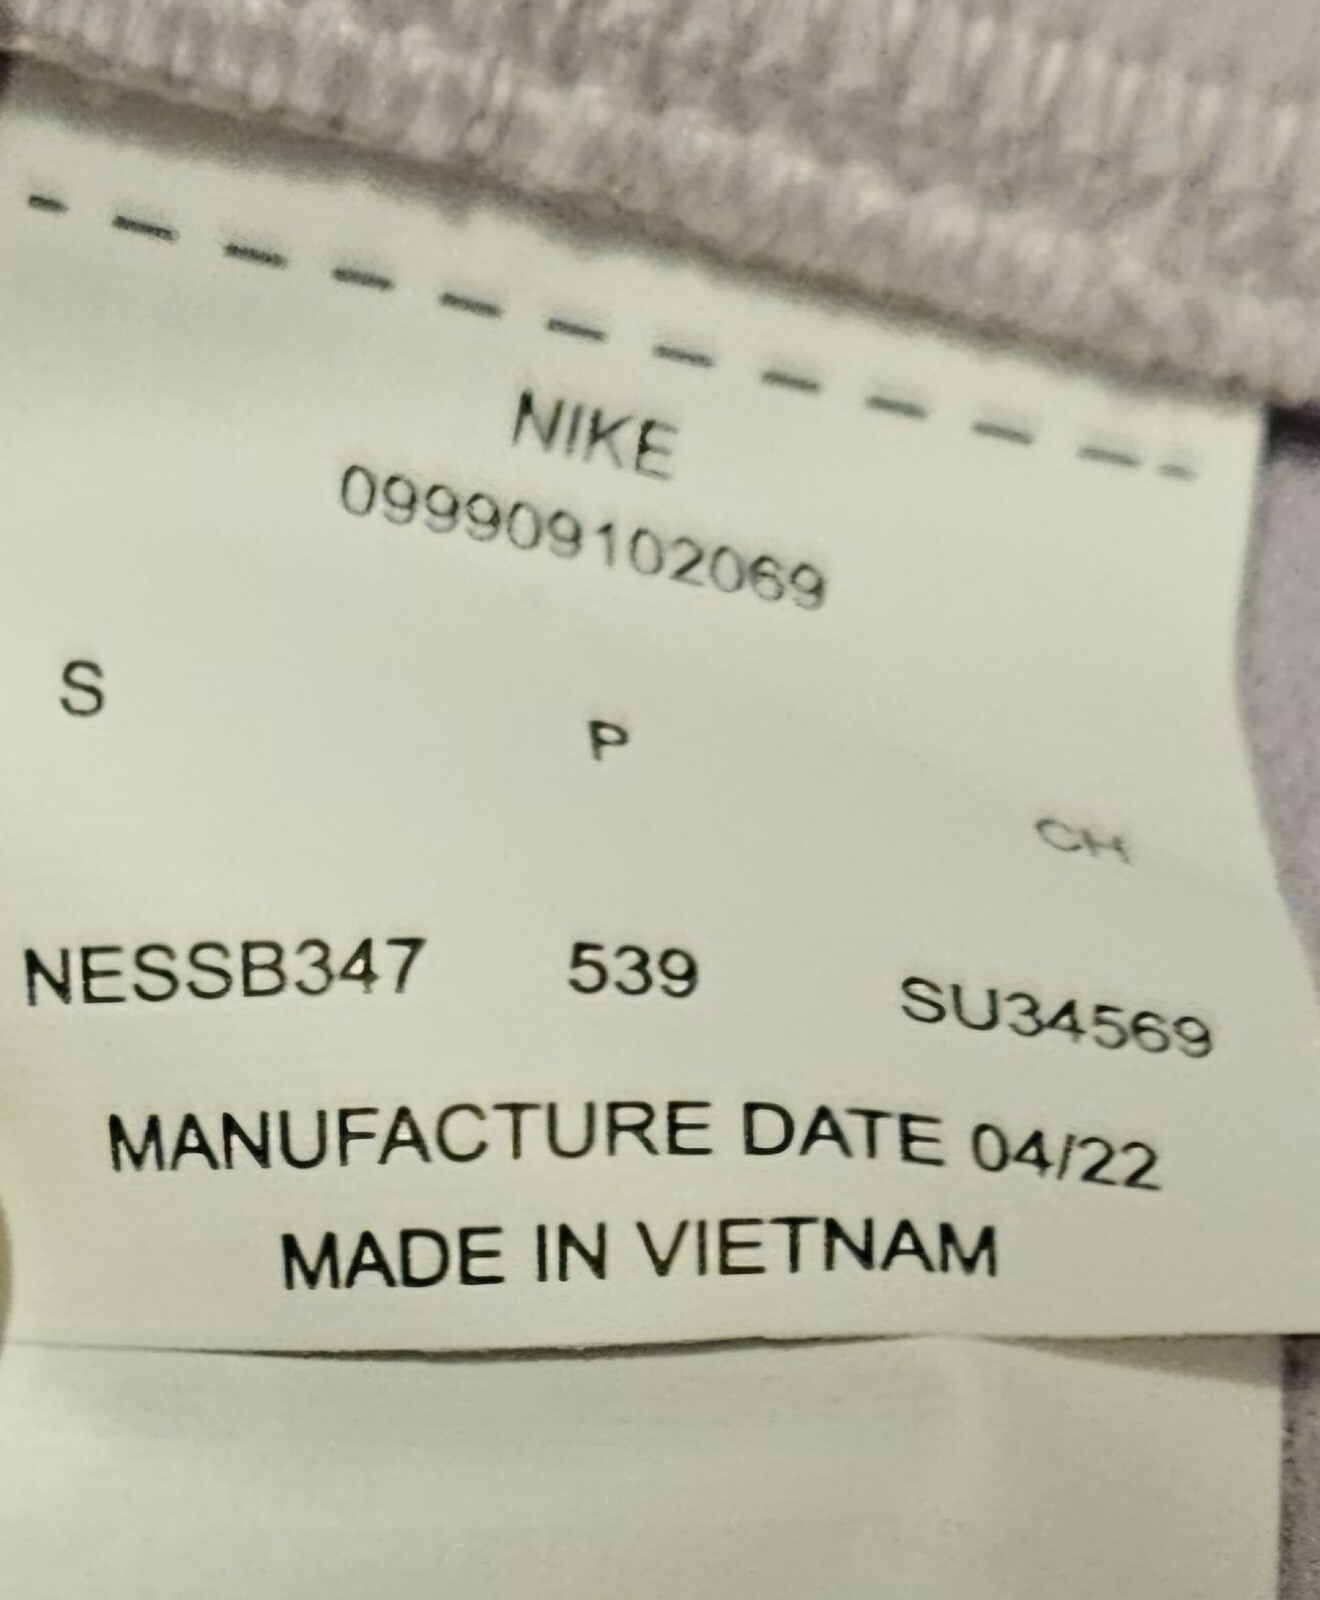 NIKE
099909102069
S P CH
NESSB347 539 SU34569
MANUFACTURE DATE 04/22
MADE IN VIETNAM